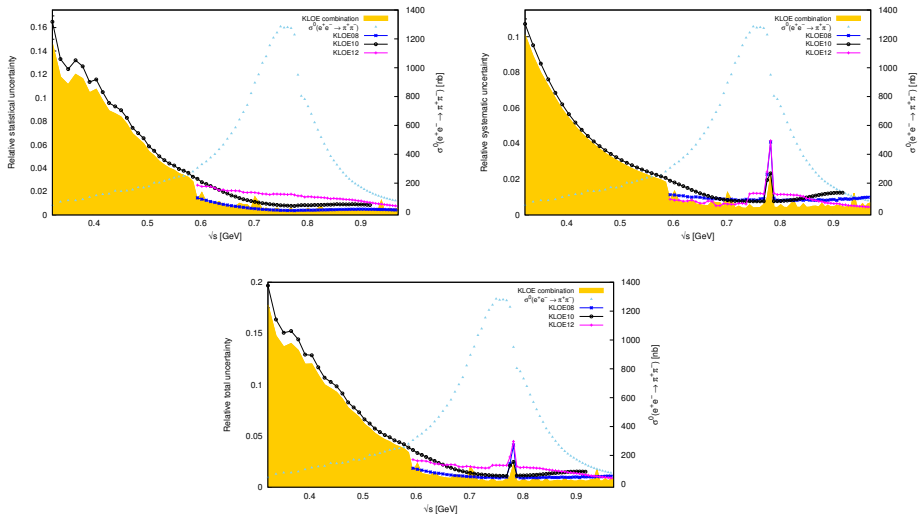 KLOE combination
σ⁰(e⁺e⁻ → π⁺π⁻)
KLOE08
KLOE10
KLOE12
Relative statistical uncertainty
0.16
0.14
0.12
0.1
0.08
0.06
0.04
0.02
0
0.4 0.5 0.6 0.7 0.8 0.9
√s [GeV]
1400
1200
1000
800
600
400
200
0
σ⁰(e⁺e⁻ → π⁺π⁻) [nb]
KLOE combination
σ⁰(e⁺e⁻ → π⁺π⁻)
KLOE08
KLOE10
KLOE12
Relative systematic uncertainty
0.1
0.08
0.06
0.04
0.02
0
0.4 0.5 0.6 0.7 0.8 0.9
√s [GeV]
1400
1200
1000
800
600
400
200
0
σ⁰(e⁺e⁻ → π⁺π⁻) [nb]
KLOE combination
σ⁰(e⁺e⁻ → π⁺π⁻)
KLOE08
KLOE10
KLOE12
Relative total uncertainty
0.2
0.15
0.1
0.05
0
0.4 0.5 0.6 0.7 0.8 0.9
√s [GeV]
1400
1200
1000
800
600
400
200
0
σ⁰(e⁺e⁻ → π⁺π⁻) [nb]